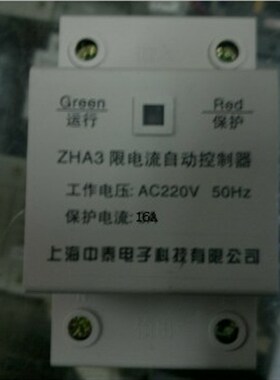 Green Red
运行 保护
ZHA3 限电流自动控制器
工作电压: AC220V 50Hz
保护电流: 16A
上海中泰电子科技有限公司